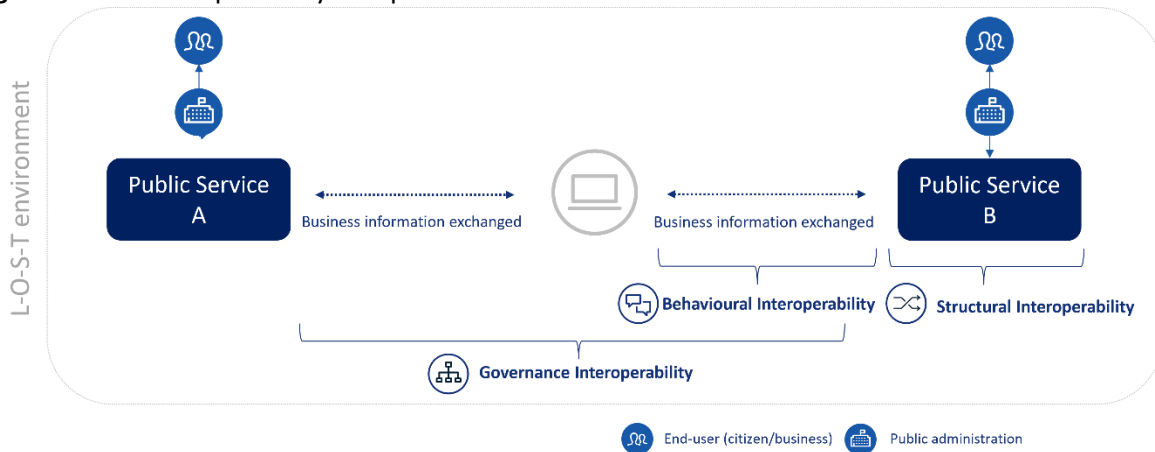 L-O-S-T environment
Public Service
A
Business information exchanged
Business information exchanged
Public Service
B
Behavioural Interoperability
Structural Interoperability
Governance Interoperability
End-user (citizen/business)
Public administration